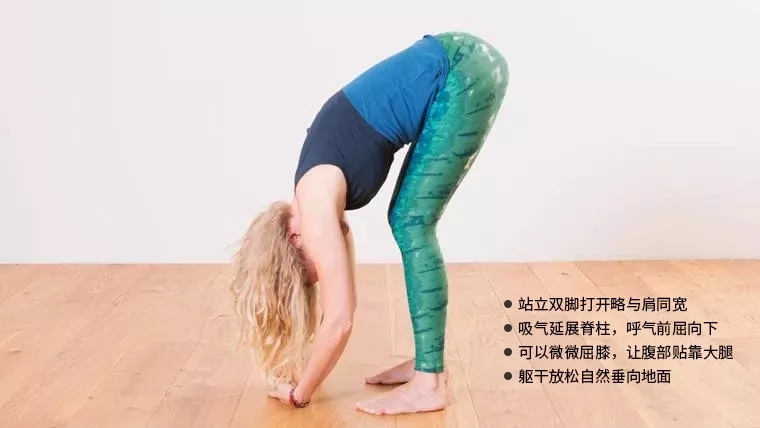 ● 站立双脚打开略与肩同宽
● 吸气延展脊柱，呼气前屈向下
● 可以微微屈膝，让腹部贴靠大腿
● 躯干放松自然垂向地面